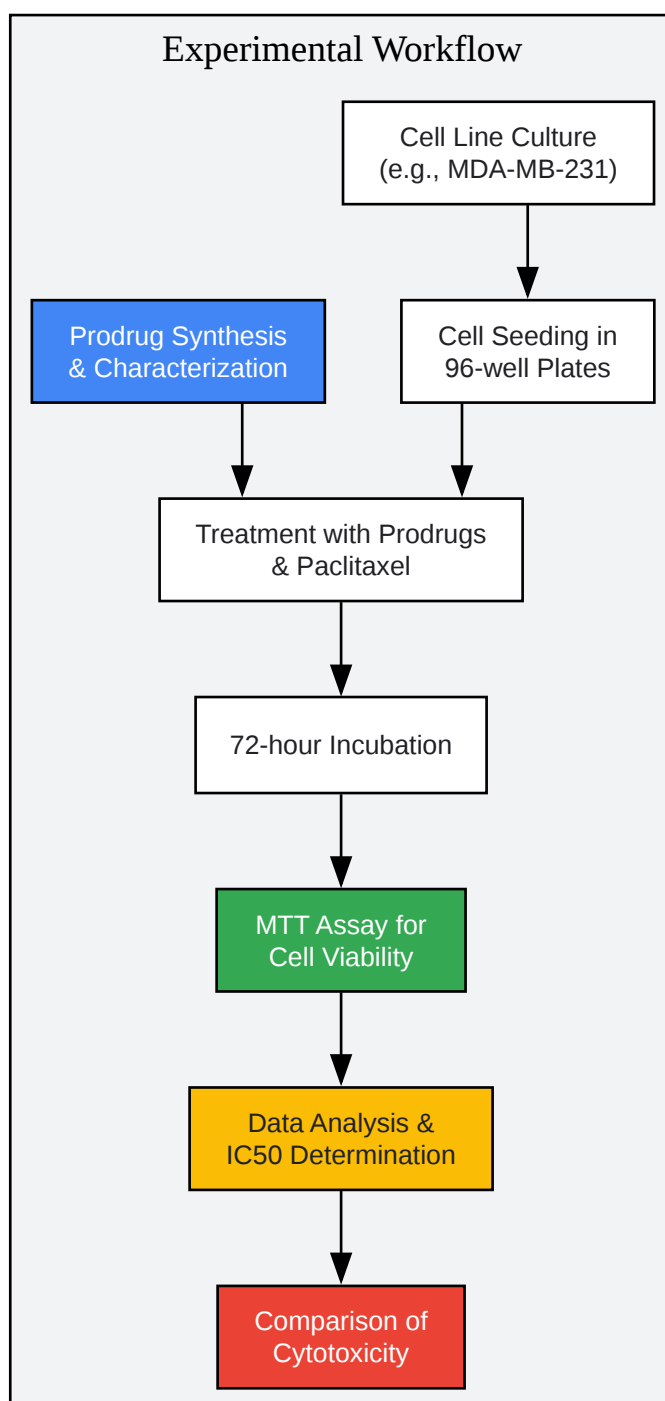 Experimental Workflow
Cell Line Culture
(e.g., MDA-MB-231)
Prodrug Synthesis
& Characterization
Cell Seeding in
96-well Plates
Treatment with Prodrugs
& Paclitaxel
72-hour Incubation
MTT Assay for
Cell Viability
Data Analysis &
IC50 Determination
Comparison of
Cytotoxicity